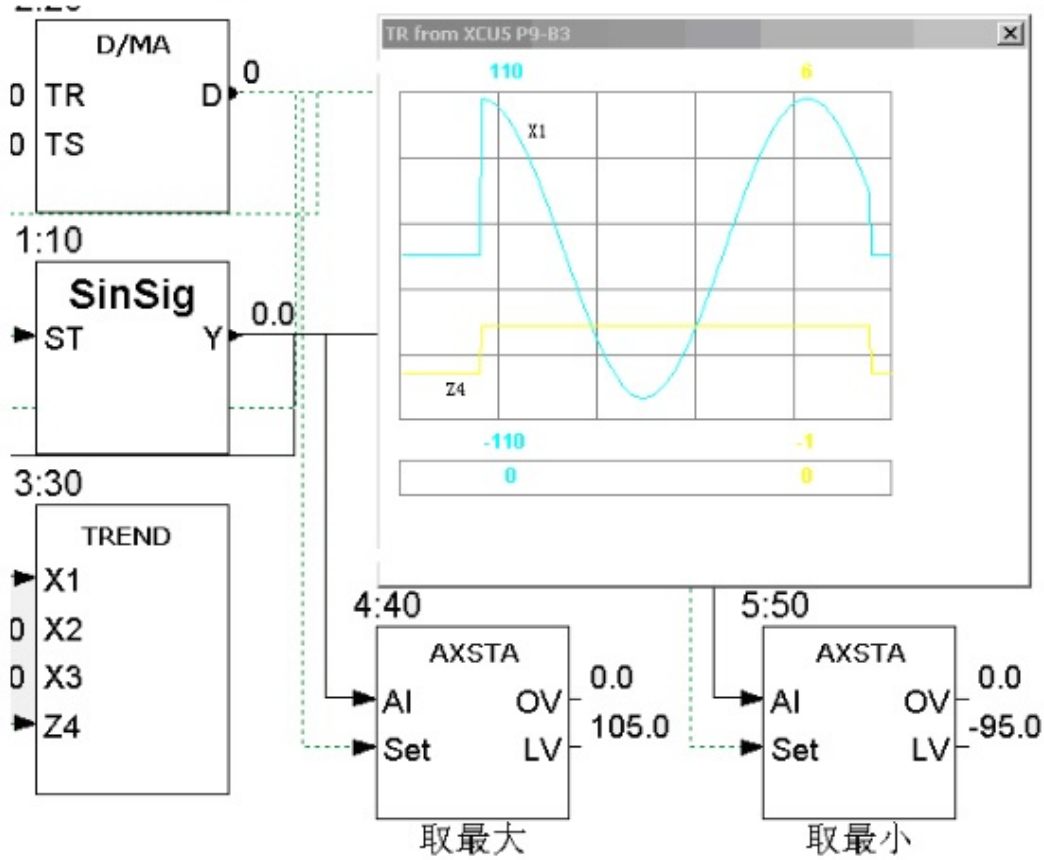 D/MA
0
0 TR D
0 TS
1:10
SinSig
0.0
ST Y
3:30
TREND
X1
0 X2
0 X3
Z4
TR from XCU5 P9-B3
110 6
X1
Z4
-110 -1
0 0
4:40
AXSTA
0.0
AI OV
105.0
Set LV
取最大
5:50
AXSTA
0.0
AI OV
-95.0
Set LV
取最小